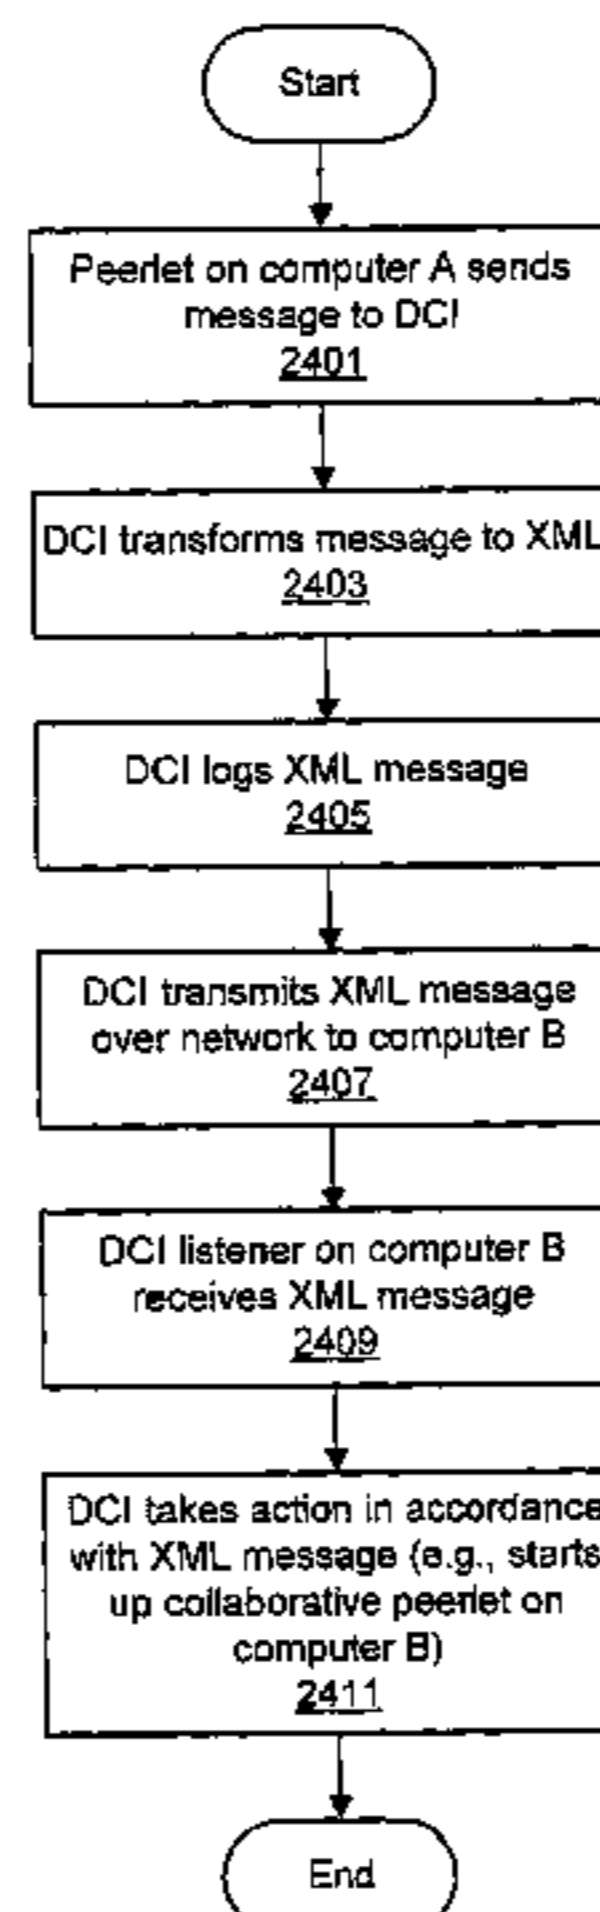 Start
Peerlet on computer A sends
message to DCI
2401
DCI transforms message to XML
2403
DCI logs XML message
2405
DCI transmits XML message
over network to computer B
2407
DCI listener on computer B
receives XML message
2409
DCI takes action in accordance
with XML message (e.g., starts
up collaborative peerlet on
computer B)
2411
End